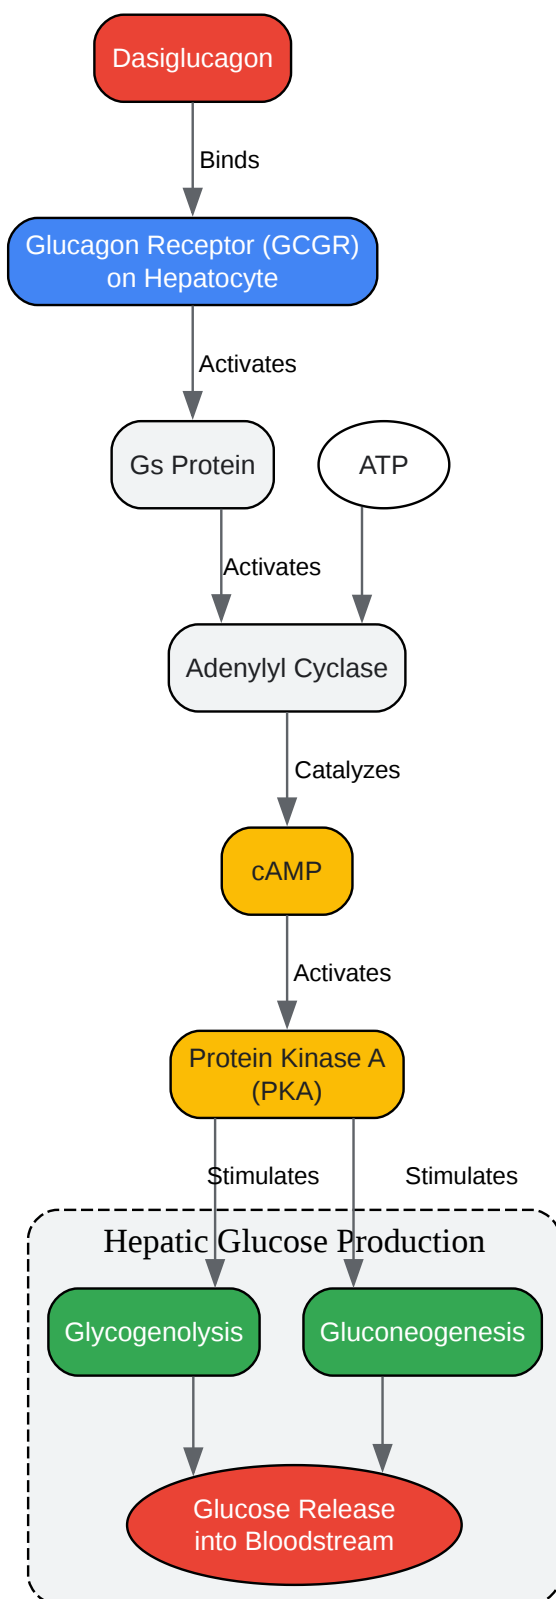 Dasiglucagon
Binds
Glucagon Receptor (GCGR)
on Hepatocyte
Activates
Gs Protein
ATP
Activates
Adenylyl Cyclase
Catalyzes
cAMP
Activates
Protein Kinase A
(PKA)
Stimulates
Stimulates
Hepatic Glucose Production
Glycogenolysis
Gluconeogenesis
Glucose Release
into Bloodstream